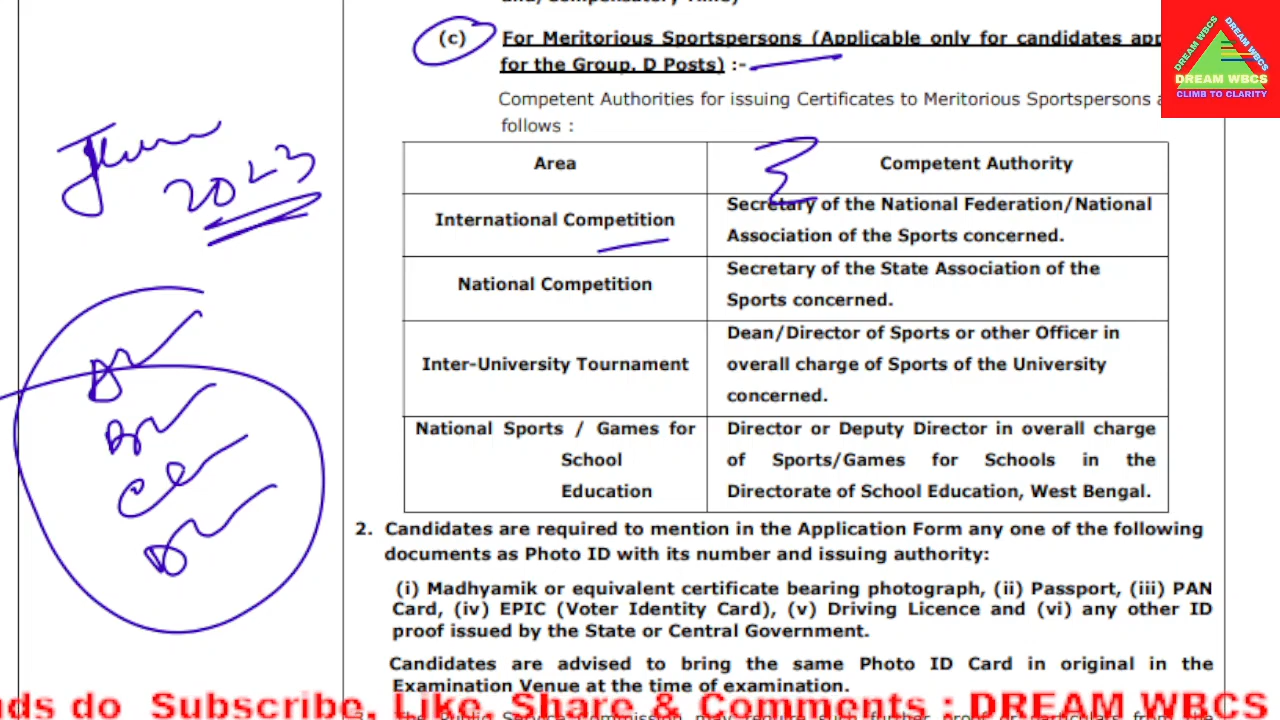 and/Compensatory Time)
(c) For Meritorious Sportspersons (Applicable only for candidates app
for the Group. D Posts) :-
Competent Authorities for issuing Certificates to Meritorious Sportspersons a
follows :
Area
Competent Authority
International Competition
Secretary of the National Federation/National
Association of the Sports concerned.
National Competition
Secretary of the State Association of the
Sports concerned.
Inter-University Tournament
Dean/Director of Sports or other Officer in
overall charge of Sports of the University
concerned.
National Sports / Games for
School
Education
Director or Deputy Director in overall charge
of Sports/Games for Schools in the
Directorate of School Education, West Bengal.
2. Candidates are required to mention in the Application Form any one of the following
documents as Photo ID with its number and issuing authority:
(i) Madhyamik or equivalent certificate bearing photograph, (ii) Passport, (iii) PAN
Card, (iv) EPIC (Voter Identity Card), (v) Driving Licence and (vi) any other ID
proof issued by the State or Central Government.
Candidates are advised to bring the same Photo ID Card in original in the
Examination Venue at the time of examination.
2023
DREAM WBCS
DREAM WBCS
DREAM WBCS
CLIMB TO CLARITY
nds do Subscribe, Like, Share & Comments : DREAM WBCS